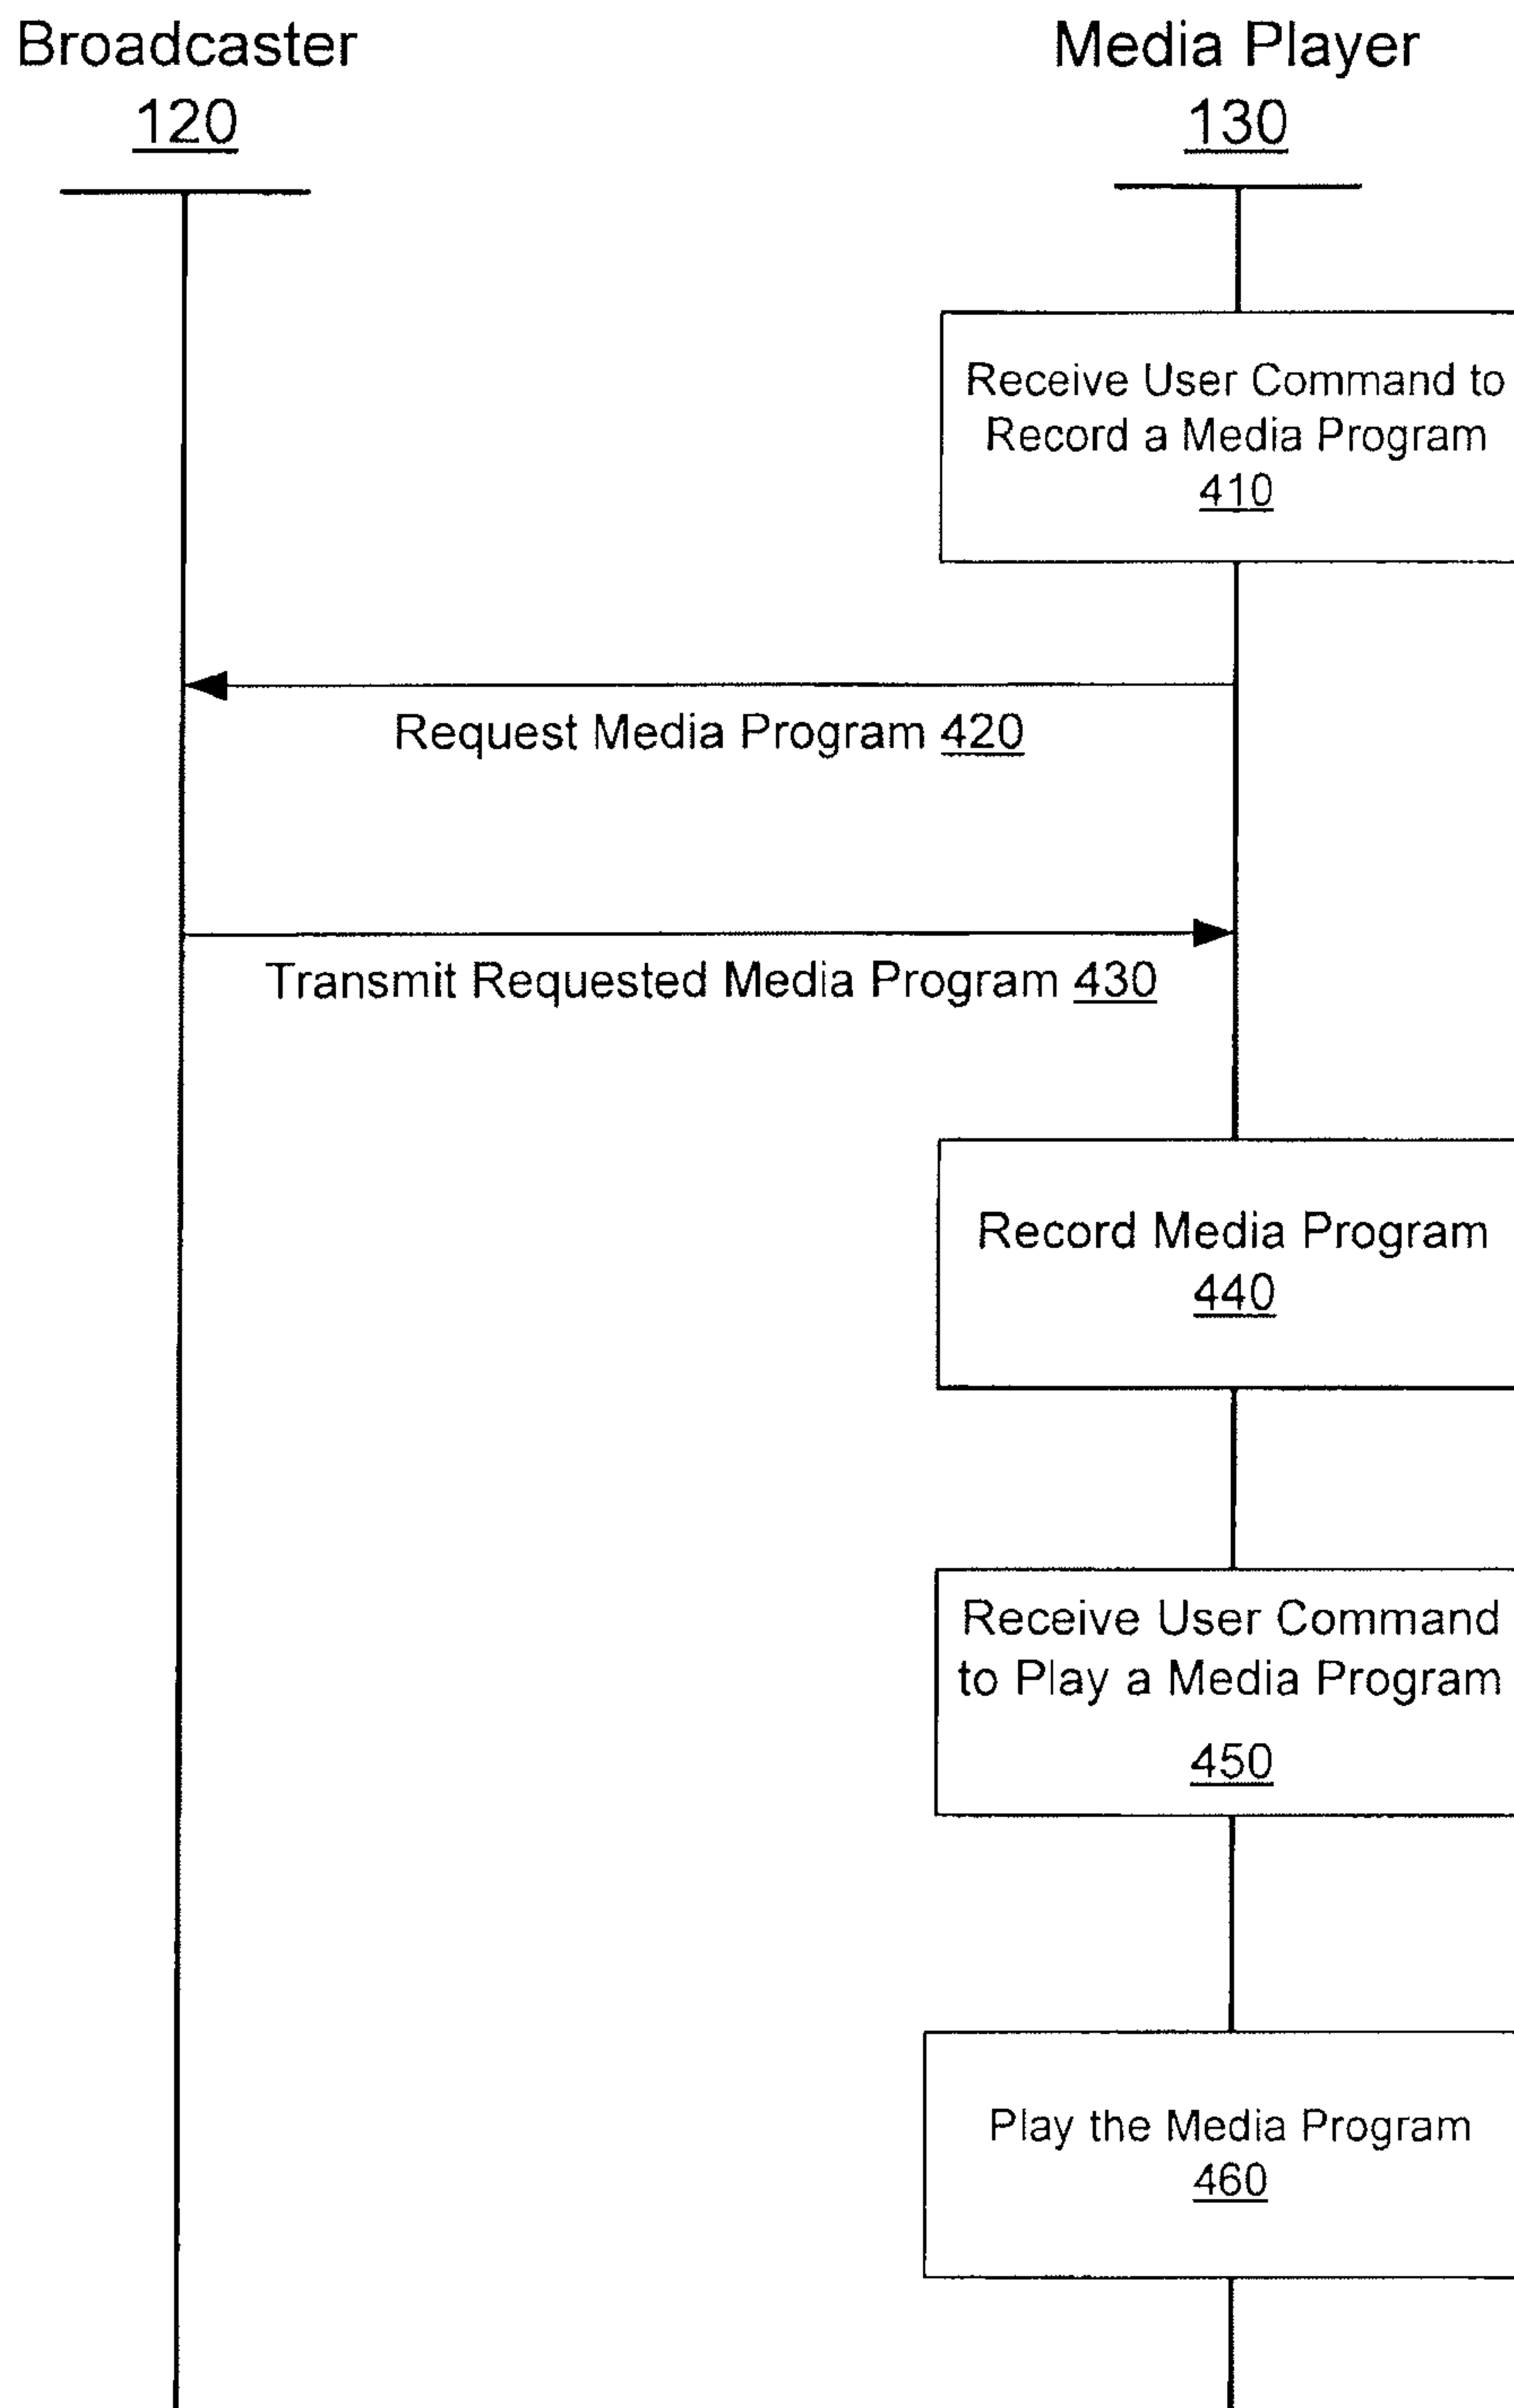 Broadcaster
120
Media Player
130
Receive User Command to
Record a Media Program
410
Request Media Program 420
Transmit Requested Media Program 430
Record Media Program
440
Receive User Command
to Play a Media Program
450
Play the Media Program
460